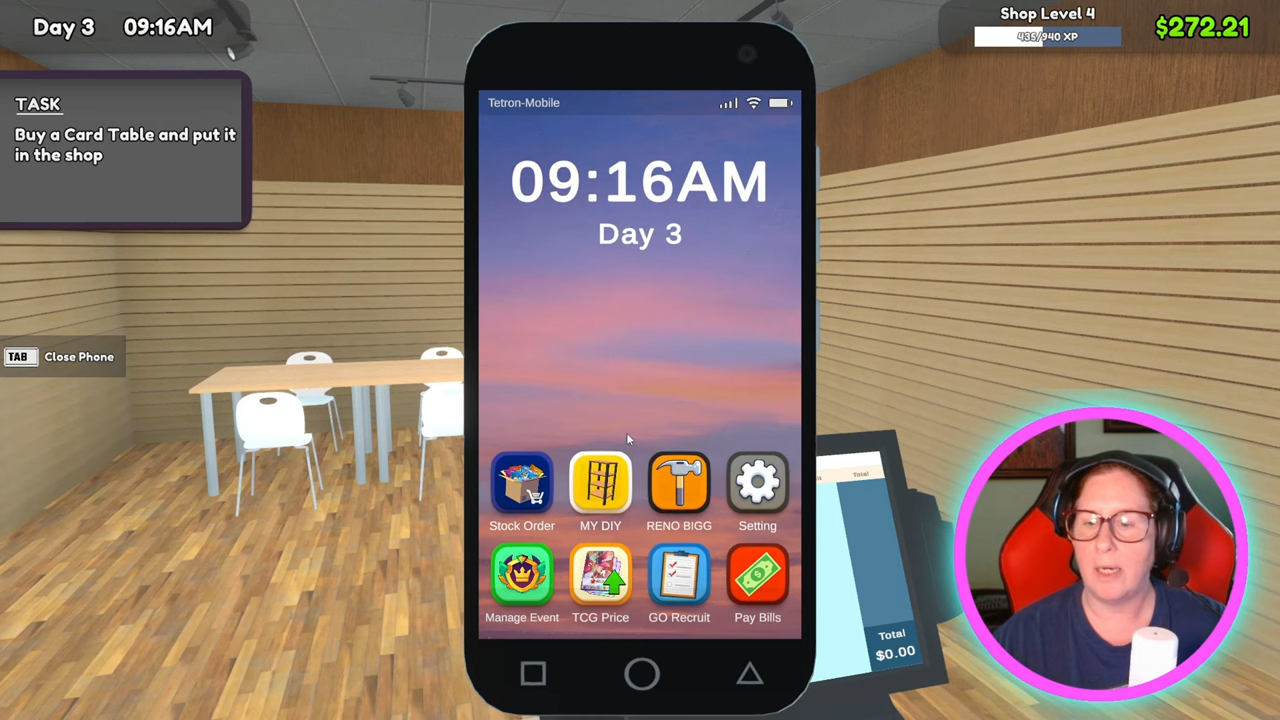 Day 3 09:16AM
Shop Level 4
435/940 XP
$272.21
TASK
Buy a Card Table and put it
in the shop
TAB Close Phone
Tetron-Mobile
09:16AM
Day 3
Stock Order
MY DIY
RENO BIGG
Setting
Manage Event
TCG Price
GO Recruit
Pay Bills
Total
Total
$0.00